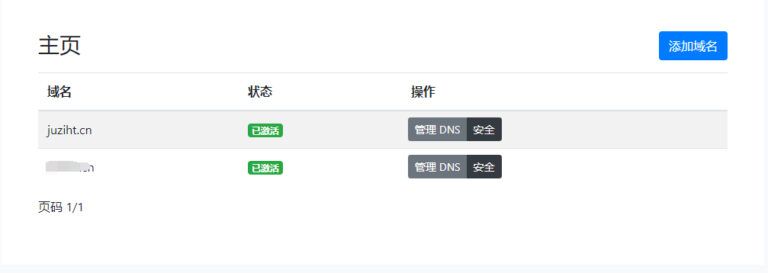 主页
添加域名
域名 状态 操作
juziht.cn 已激活 管理 DNS 安全
.cn 已激活 管理 DNS 安全
页码 1/1